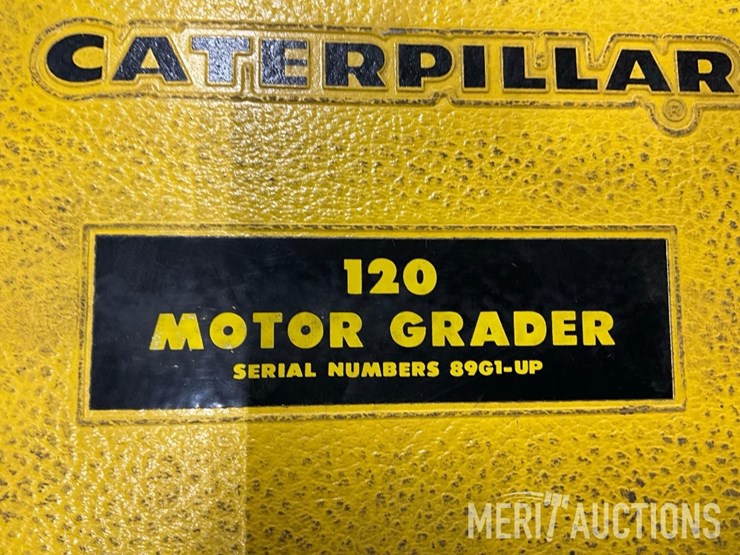 CATERPILLAR®
120
MOTOR GRADER
SERIAL NUMBERS 89G1-UP
MERIT AUCTIONS